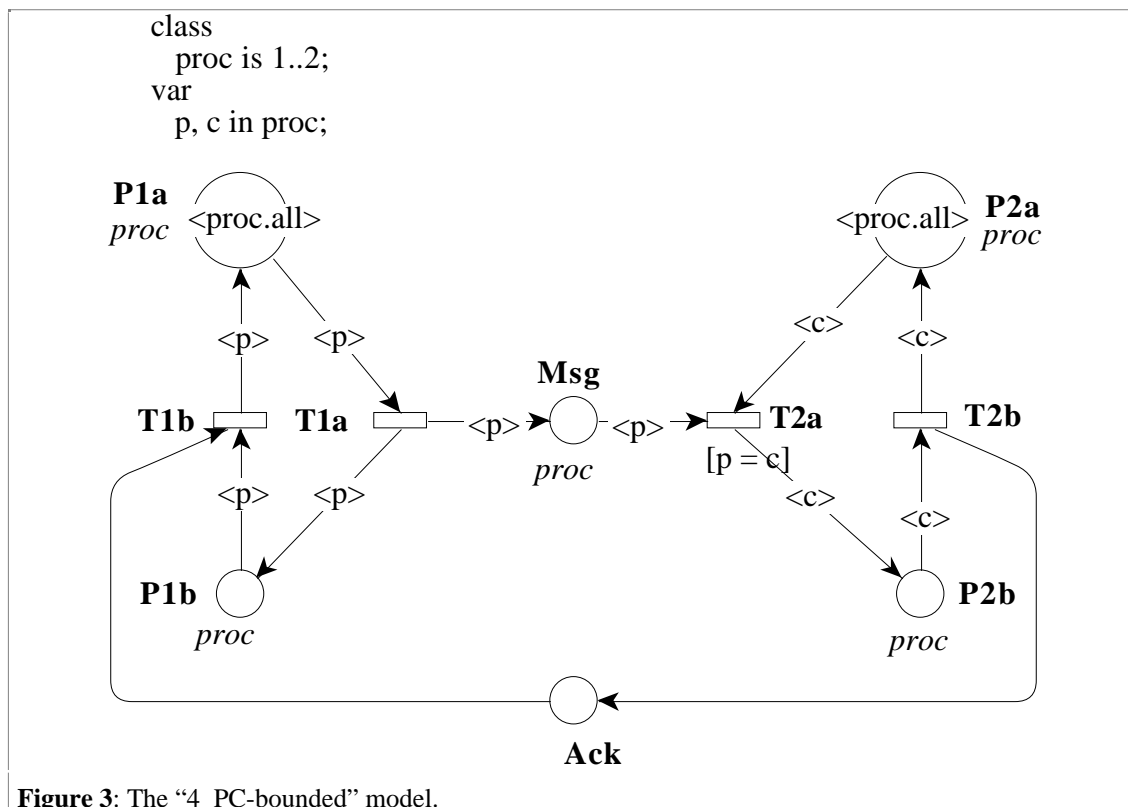 class
proc is 1..2;
var
p, c in proc;
P1a
proc
<proc.all>
<proc.all>
P2a
proc
<p>
<p>
<c>
<c>
Msg
T1b
T1a
<p>
<p>
T2a
T2b
proc
[p = c]
<p>
<p>
<c>
<c>
P1b
proc
P2b
proc
Ack
Figure 3: The “4_PC-bounded” model.